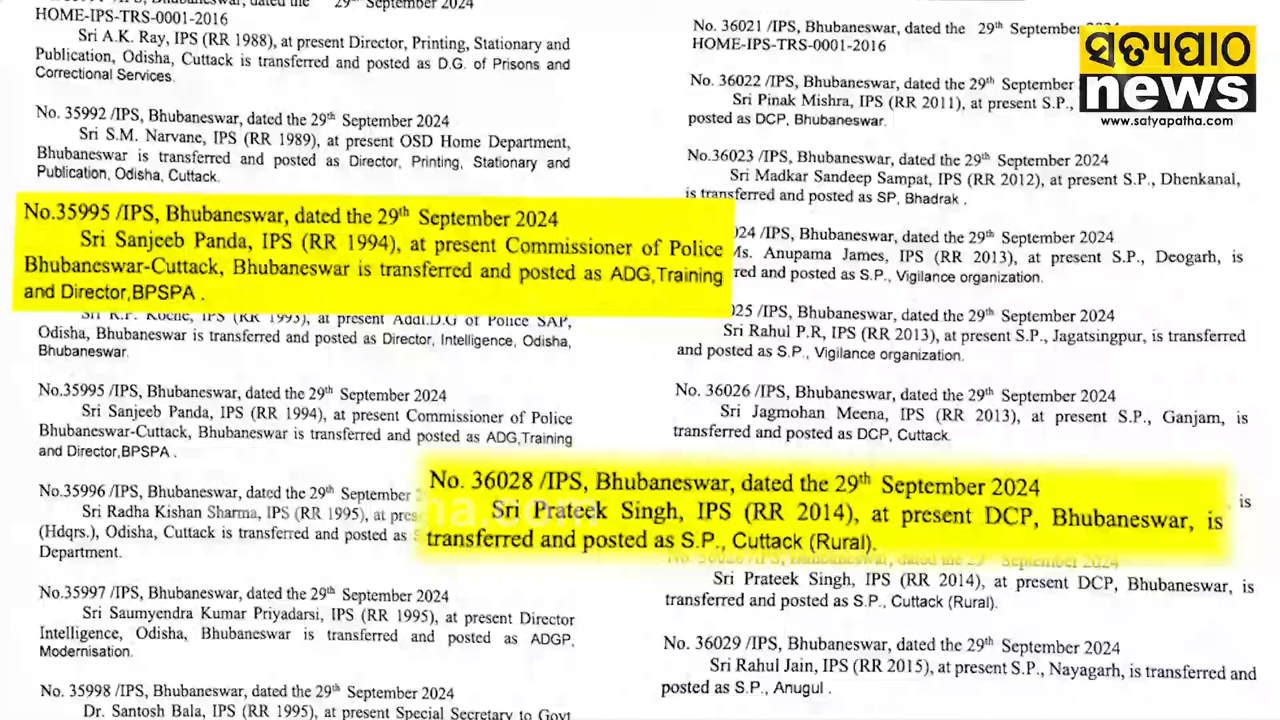 29th September 2024
HOME-IPS-TRS-0001-2016
Sri A.K. Ray, IPS (RR 1988), at present Director, Printing, Stationary and
Publication, Odisha, Cuttack is transferred and posted as D.G. of Prisons and
Correctional Services.
No. 35992 /IPS, Bhubaneswar, dated the 29th September 2024
Sri S.M. Narvane, IPS (RR 1989), at present OSD Home Department,
Bhubaneswar is transferred and posted as Director, Printing, Stationary and
Publication, Odisha, Cuttack.
No.35995 /IPS, Bhubaneswar, dated the 29th September 2024
Sri Sanjeeb Panda, IPS (RR 1994), at present Commissioner of Police
Bhubaneswar-Cuttack, Bhubaneswar is transferred and posted as ADG,Training
and Director,BPSPA .
Sri R.P. Koche, IPS (RR 1993), at present Addl.D.G of Police SAP,
Odisha, Bhubaneswar is transferred and posted as Director, Intelligence, Odisha,
Bhubaneswar.
No.35995 /IPS, Bhubaneswar, dated the 29th September 2024
Sri Sanjeeb Panda, IPS (RR 1994), at present Commissioner of Police
Bhubaneswar-Cuttack, Bhubaneswar is transferred and posted as ADG,Training
and Director,BPSPA .
No.35996 /IPS, Bhubaneswar, dated the 29th September
Sri Radha Kishan Sharma, IPS (RR 1995), at
(Hdqrs.), Odisha, Cuttack is transferred and posted as
Department.
No.35997 /IPS, Bhubaneswar, dated the 29th September 2024
Sri Saumyendra Kumar Priyadarsi, IPS (RR 1995), at present Director
Intelligence, Odisha, Bhubaneswar is transferred and posted as ADGP,
Modernisation.
No.35998 /IPS, Bhubaneswar, dated the 29th September 2024
Dr. Santosh Bala, IPS (RR 1995), at present Special Secretary to Govt
No. 36021 /IPS, Bhubaneswar, dated the 29th September 2024
HOME-IPS-TRS-0001-2016
No. 36022 /IPS, Bhubaneswar, dated the 29th September
Sri Pinak Mishra, IPS (RR 2011), at present S.P.,
posted as DCP, Bhubaneswar.
No.36023 /IPS, Bhubaneswar, dated the 29th September 2024
Sri Madkar Sandeep Sampat, IPS (RR 2012), at present S.P., Dhenkanal,
is transferred and posted as SP, Bhadrak .
/IPS, Bhubaneswar, dated the 29th September 2024
Ms. Anupama James, IPS (RR 2013), at present S.P., Deogarh, is
and posted as S.P., Vigilance organization.
/IPS, Bhubaneswar, dated the 29th September 2024
Sri Rahul P.R, IPS (RR 2013), at present S.P., Jagatsingpur, is transferred
and posted as S.P., Vigilance organization.
No. 36026 /IPS, Bhubaneswar, dated the 29th September 2024
Sri Jagmohan Meena, IPS (RR 2013), at present S.P., Ganjam, is
transferred and posted as DCP, Cuttack.
is
No. 36028 /IPS, Bhubaneswar, dated the 29th September 2024
Sri Prateek Singh, IPS (RR 2014), at present DCP, Bhubaneswar, is
transferred and posted as S.P., Cuttack (Rural).
Sri Prateek Singh, IPS (RR 2014), at present DCP, Bhubaneswar, is
transferred and posted as S.P., Cuttack (Rural).
No. 36029 /IPS, Bhubaneswar, dated the 29th September 2024
Sri Rahul Jain, IPS (RR 2015), at present S.P., Nayagarh, is transferred and
posted as S.P., Anugul .
ସତ୍ୟପାଠ
news
www.satyapatha.com